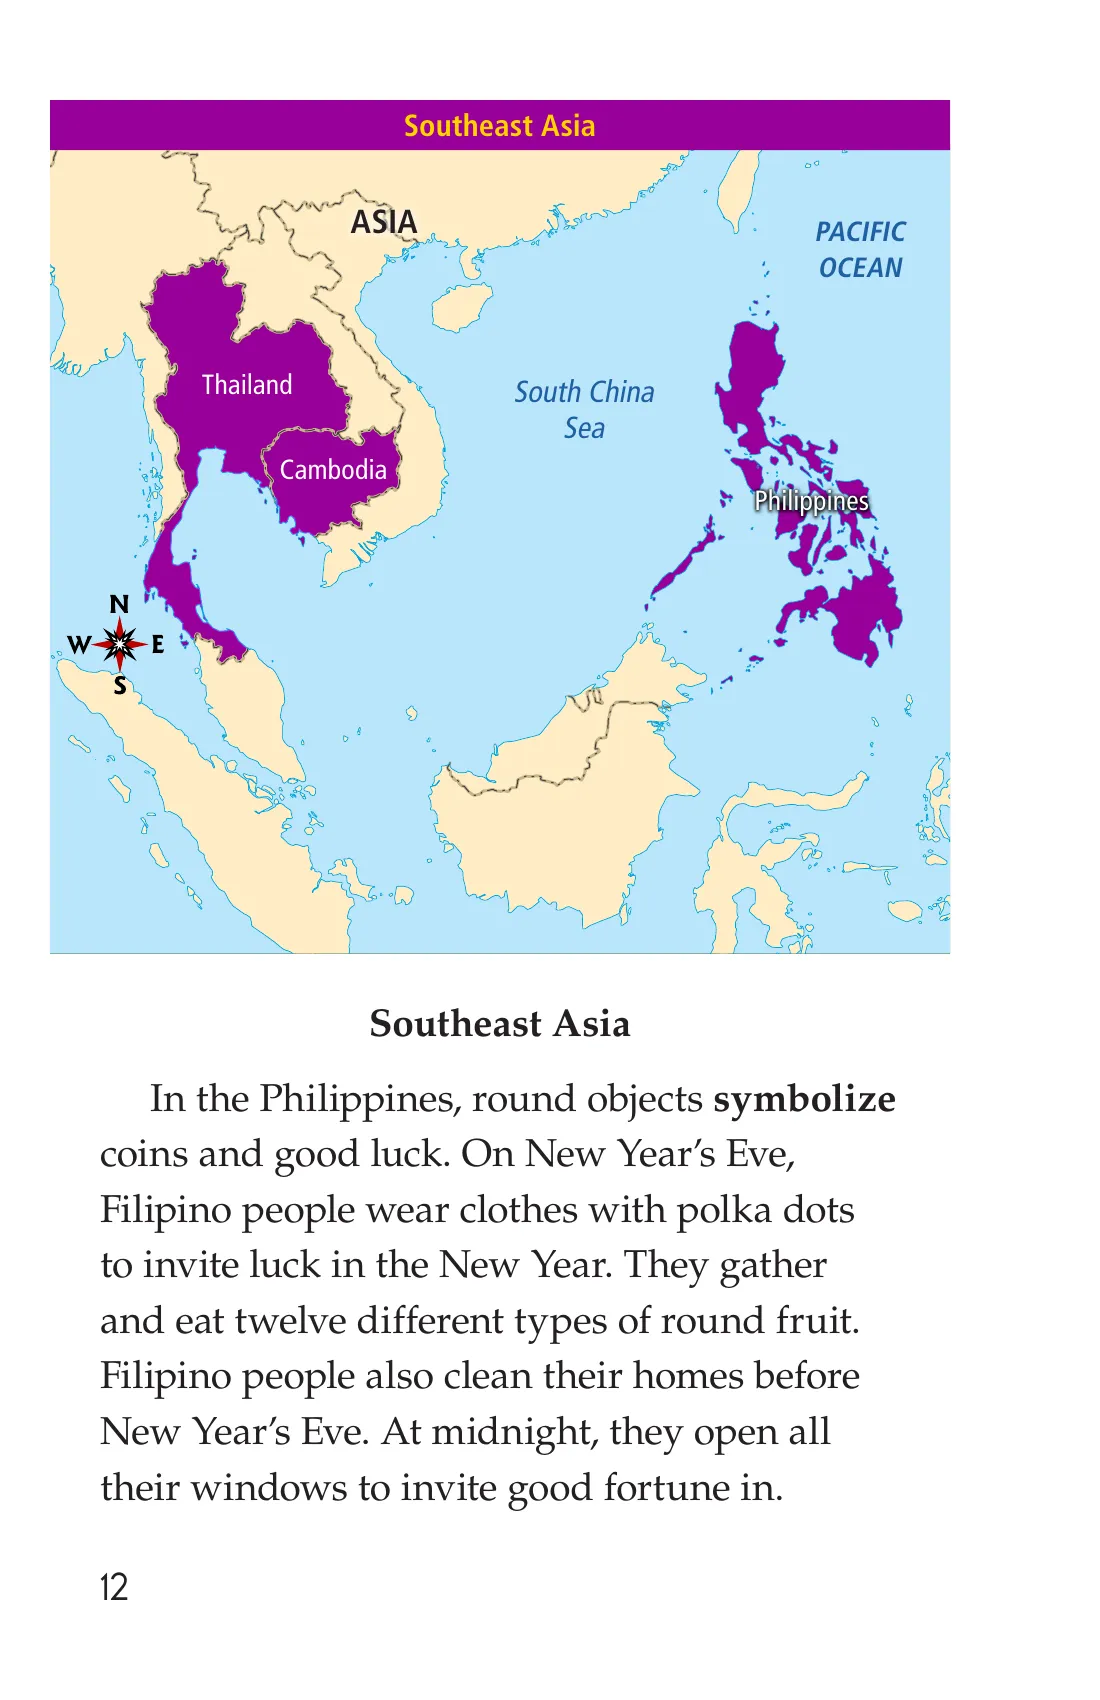 Southeast Asia
ASIA
PACIFIC
OCEAN
Thailand
South China
Sea
Cambodia
Philippines
N
W E
S
Southeast Asia
In the Philippines, round objects symbolize
coins and good luck. On New Year’s Eve,
Filipino people wear clothes with polka dots
to invite luck in the New Year. They gather
and eat twelve different types of round fruit.
Filipino people also clean their homes before
New Year’s Eve. At midnight, they open all
their windows to invite good fortune in.
12